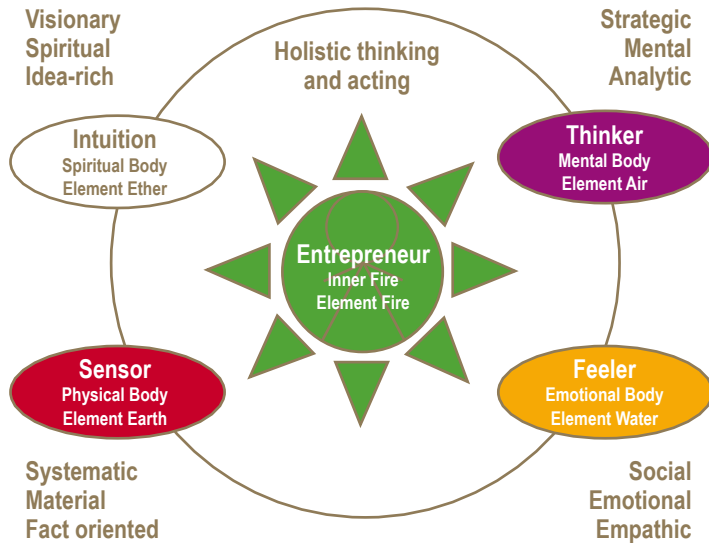 Visionary
Spiritual
Idea-rich
Holistic thinking
and acting
Strategic
Mental
Analytic
Intuition
Spiritual Body
Element Ether
Thinker
Mental Body
Element Air
Entrepreneur
Inner Fire
Element Fire
Sensor
Physical Body
Element Earth
Feeler
Emotional Body
Element Water
Systematic
Material
Fact oriented
Social
Emotional
Empathic